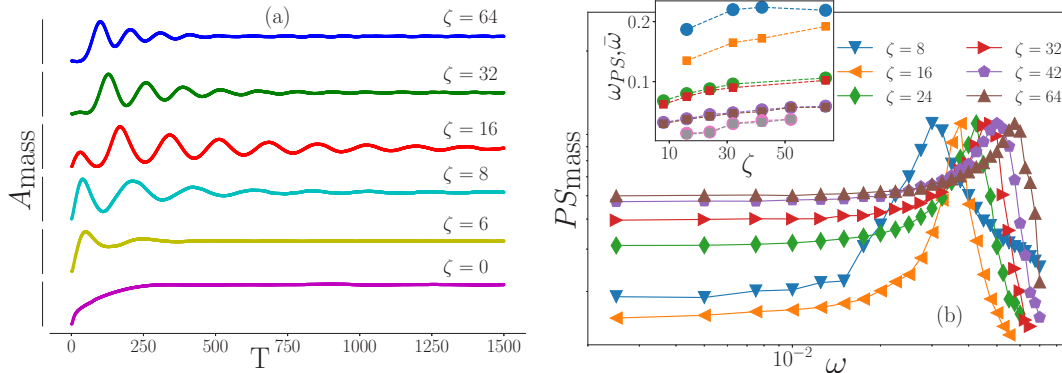 (a)
ζ = 64
ζ = 32
ζ = 16
ζ = 8
ζ = 6
ζ = 0
A_mass
0 250 500 750 1000 1250 1500
T
ω_PS, ω̄
0.2
0.1
10 30 50
ζ
ζ = 8 ζ = 32
ζ = 16 ζ = 42
ζ = 24 ζ = 64
PS_mass
(b)
10⁻²
ω